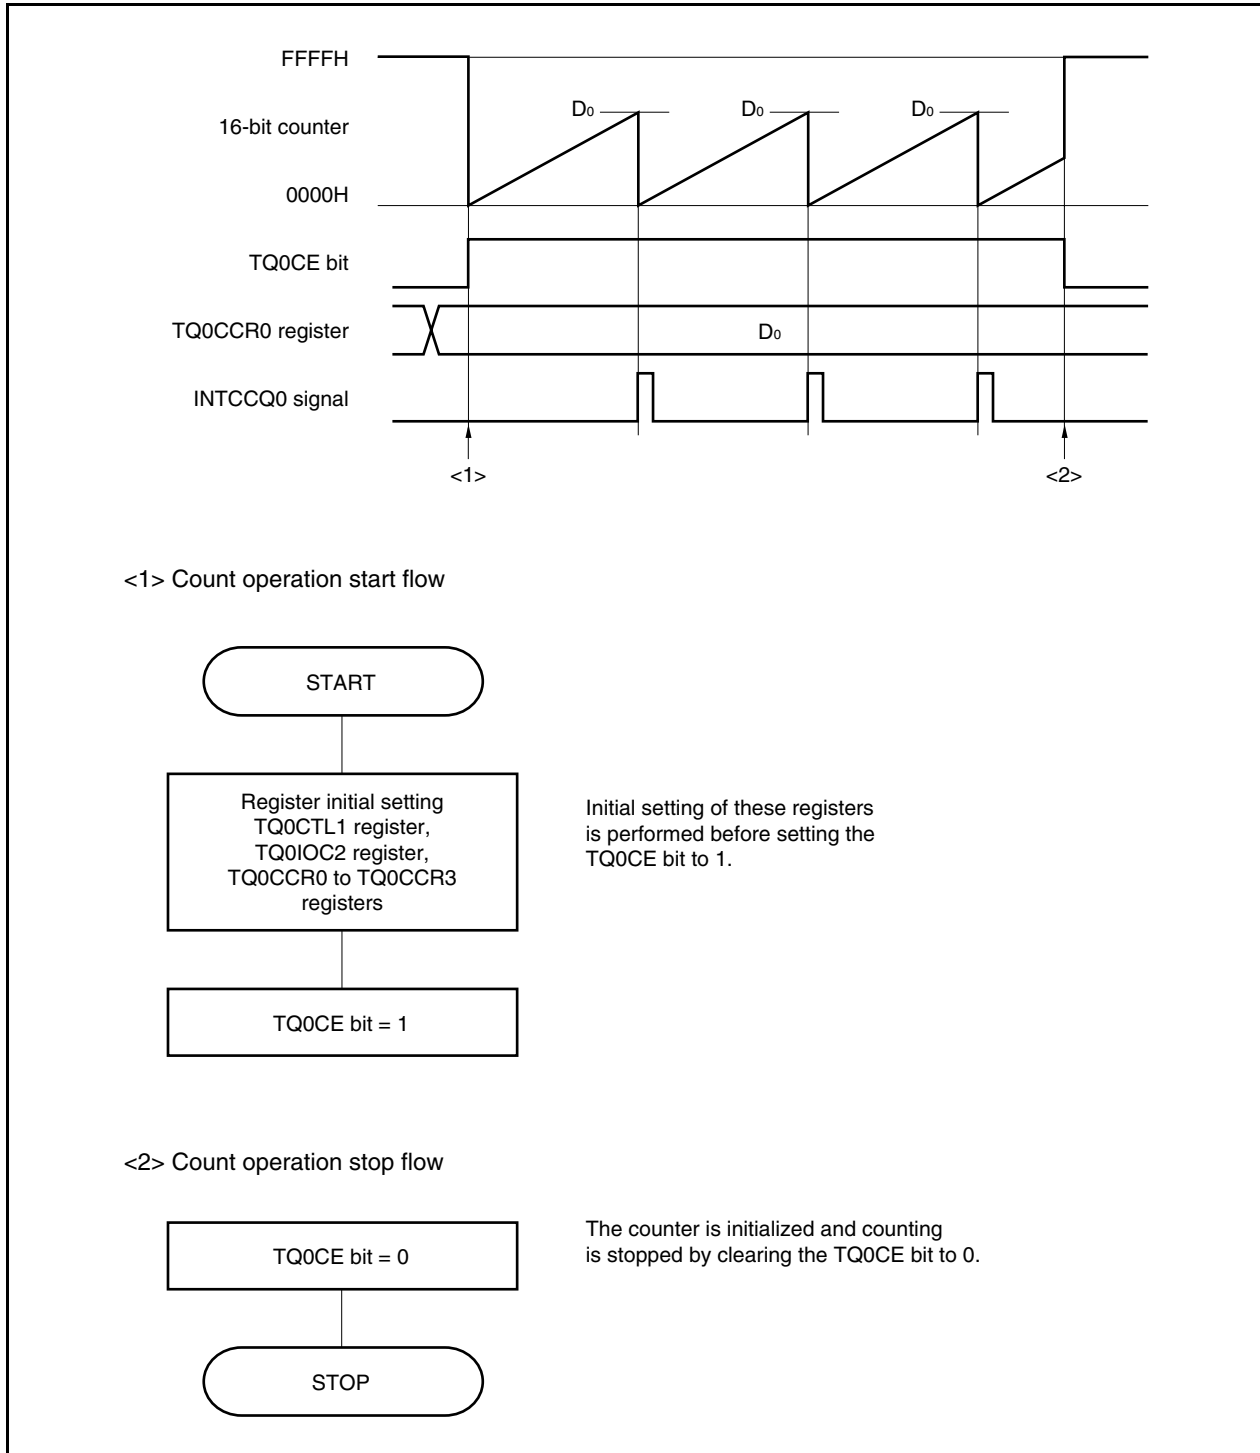 FFFFH
D0 D0 D0
16-bit counter
0000H
TQ0CE bit
TQ0CCR0 register D0
INTCCQ0 signal
<1> <2>
<1> Count operation start flow
START
Register initial setting
TQ0CTL1 register,
TQ0IOC2 register,
TQ0CCR0 to TQ0CCR3
registers
Initial setting of these registers
is performed before setting the
TQ0CE bit to 1.
TQ0CE bit = 1
<2> Count operation stop flow
TQ0CE bit = 0
The counter is initialized and counting
is stopped by clearing the TQ0CE bit to 0.
STOP